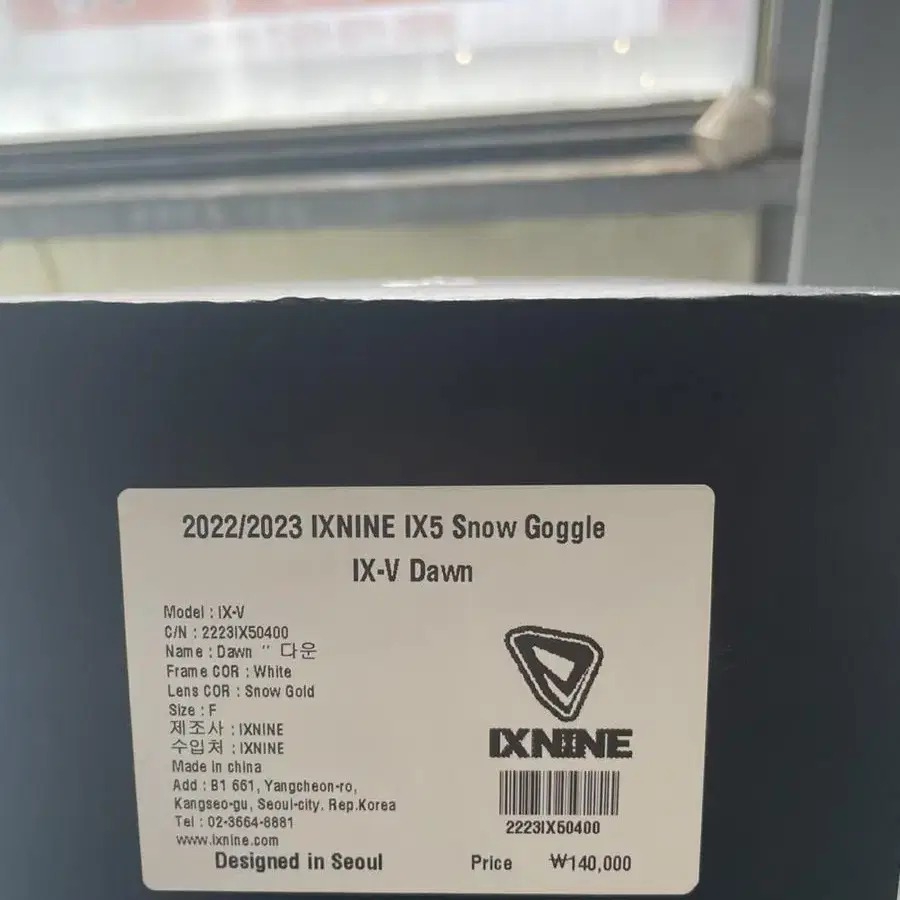 2022/2023 IXNINE IX5 Snow Goggle
IX-V Dawn
Model : IX-V
C/N : 2223IX50400
Name : Dawn " 다운
Frame COR : White
Lens COR : Snow Gold
Size : F
제조사 : IXNINE
수입처 : IXNINE
Made in china
Add : B1 661, Yangcheon-ro,
Kangseo-gu, Seoul-city. Rep.Korea
Tel : 02-3664-8881
www.ixnine.com
Designed in Seoul
IXNINE
2223IX50400
Price ₩140,000